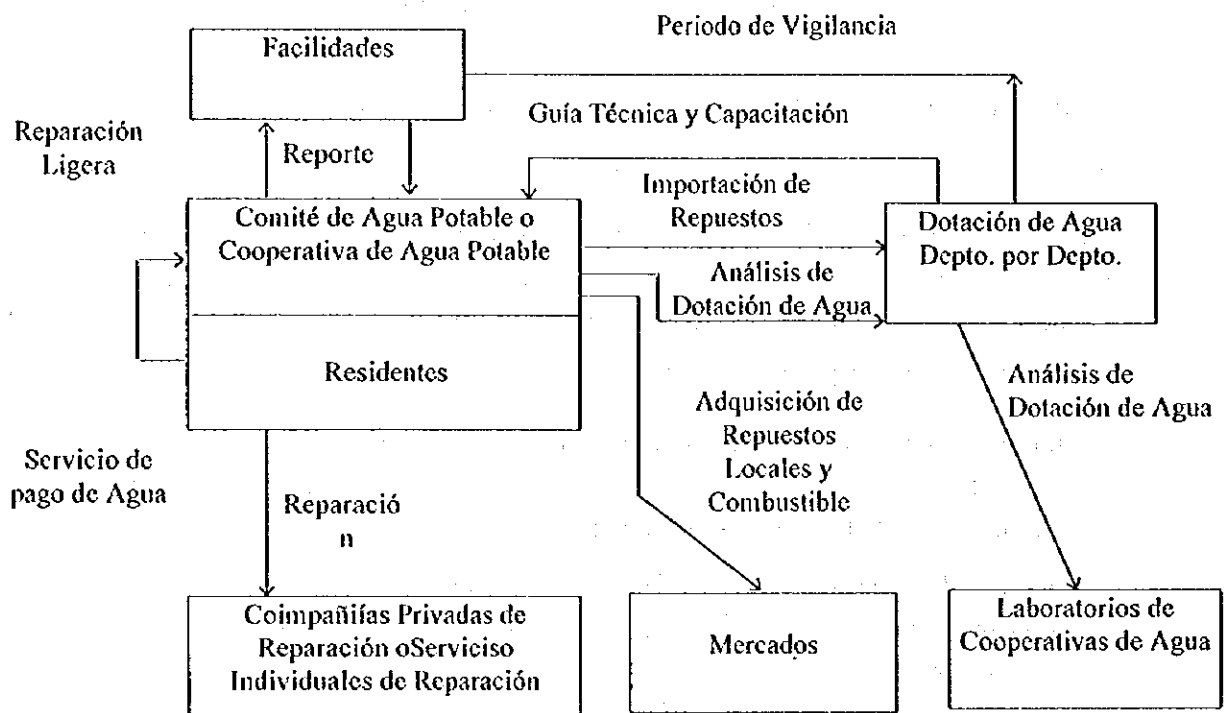 Periodo de Vigilancia
Facilidades
Guía Técnica y Capacitación
Reparación
Ligera
Reporte
Importación de
Repuestos
Comité de Agua Potable o
Cooperativa de Agua Potable
Dotación de Agua
Depto. por Depto.
Análisis de
Dotación de Agua
Residentes
Análisis de
Dotación de Agua
Adquisición de
Repuestos
Locales y
Combustible
Servicio de
pago de Agua
Reparació
n
Coimpañiías Privadas de
Reparación oServiciso
Individuales de Reparación
Mercados
Laboratorios de
Cooperativas de Agua